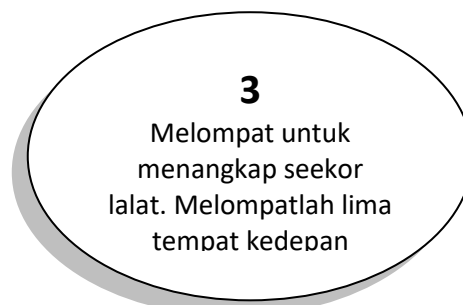 3
Melompat untuk
menangkap seekor
lalat. Melompatlah lima
tempat kedepan